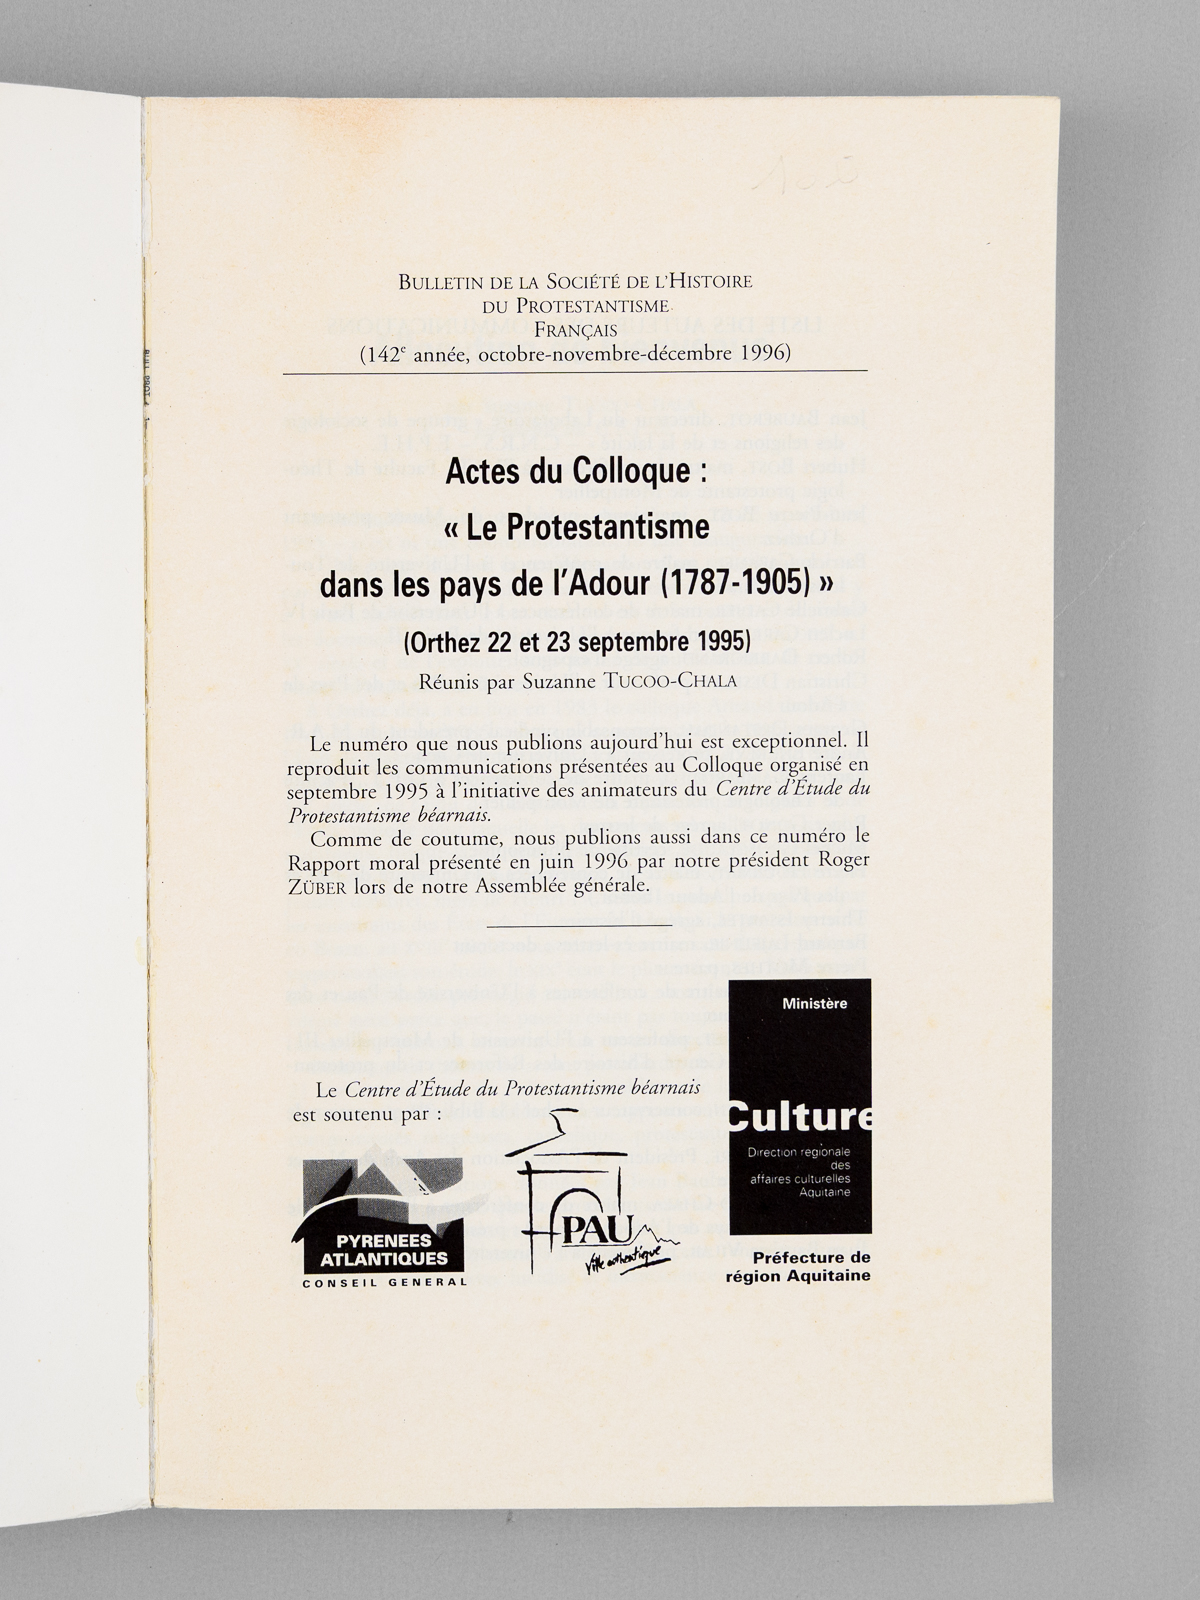 BULLETIN DE LA SOCIÉTÉ DE L'HISTOIRE
DU PROTESTANTISME
FRANÇAIS
(142e année, octobre-novembre-décembre 1996)
Actes du Colloque :
« Le Protestantisme
dans les pays de l'Adour (1787-1905) »
(Orthez 22 et 23 septembre 1995)
Réunis par Suzanne TUCOO-CHALA
Le numéro que nous publions aujourd'hui est exceptionnel. Il
reproduit les communications présentées au Colloque organisé en
septembre 1995 à l'initiative des animateurs du Centre d'Étude du
Protestantisme béarnais.
Comme de coutume, nous publions aussi dans ce numéro le
Rapport moral présenté en juin 1996 par notre président Roger
ZÜBER lors de notre Assemblée générale.
Le Centre d'Étude du Protestantisme béarnais
est soutenu par :
PYRENEES
ATLANTIQUES
CONSEIL GENERAL
PAU
Ville authentique
Ministère
Culture
Direction regionale
des
affaires culturelles
Aquitaine
Préfecture de
région Aquitaine